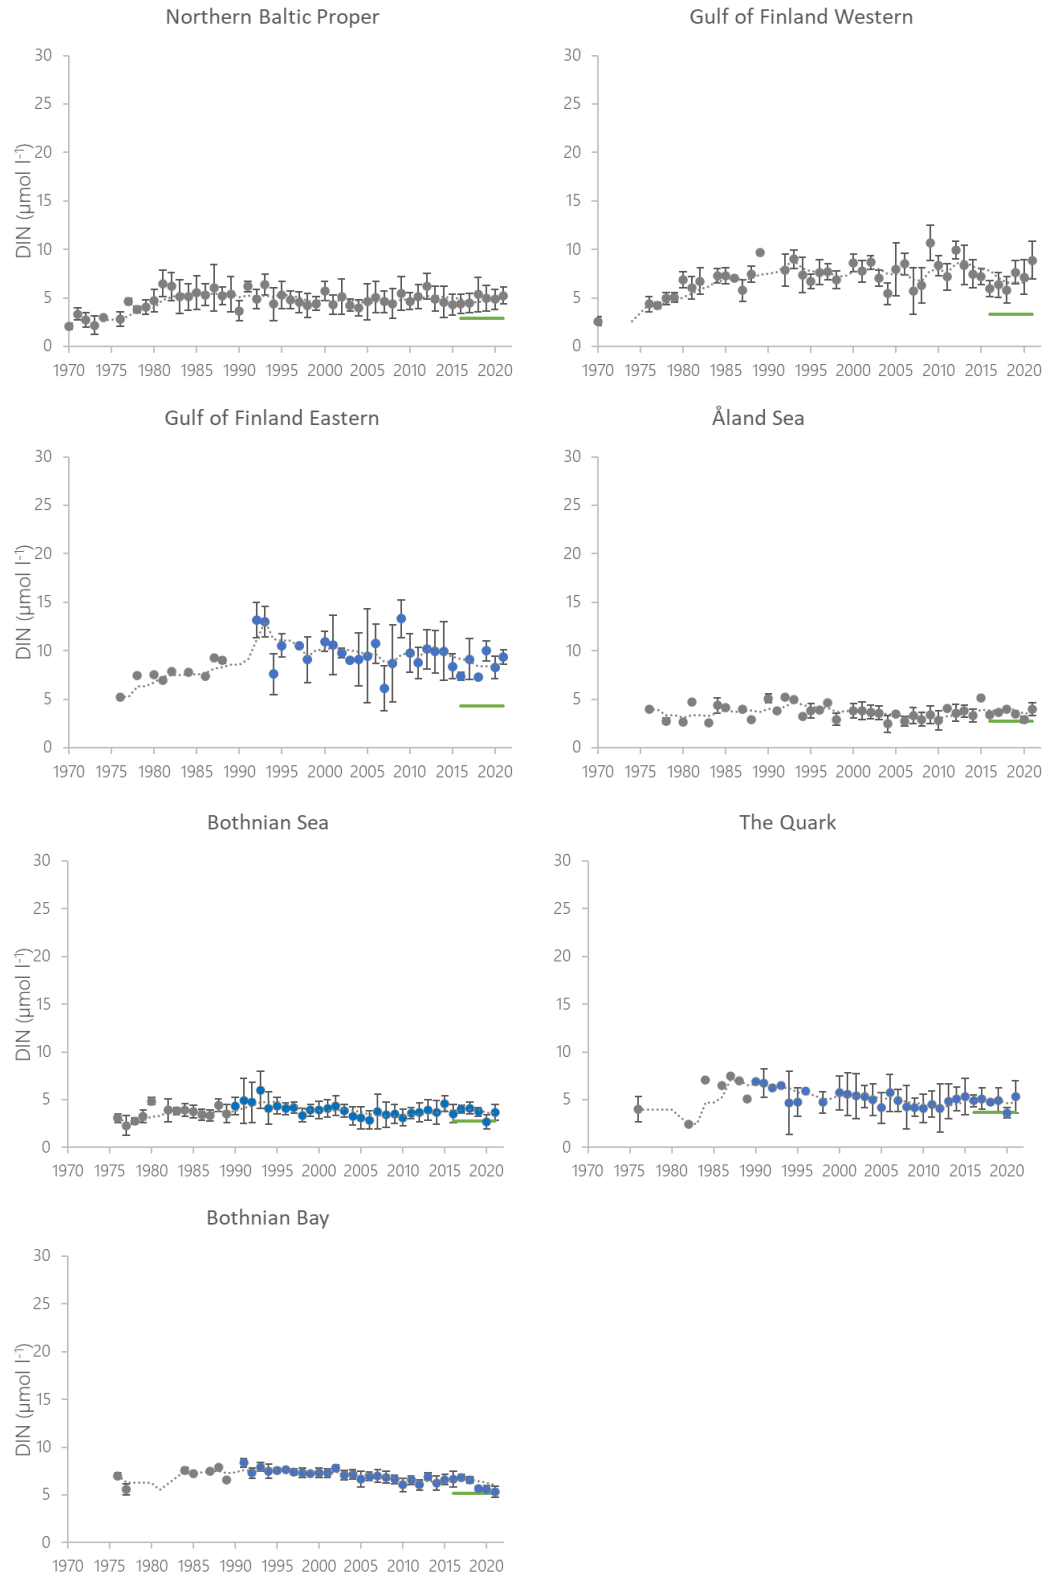 Northern Baltic Proper
Gulf of Finland Western
30
25
20
15
10
5
0
DIN (µmol l-1)
1970 1975 1980 1985 1990 1995 2000 2005 2010 2015 2020
30
25
20
15
10
5
0
1970 1975 1980 1985 1990 1995 2000 2005 2010 2015 2020
Gulf of Finland Eastern
Åland Sea
30
25
20
15
10
5
0
DIN (µmol l-1)
1970 1975 1980 1985 1990 1995 2000 2005 2010 2015 2020
30
25
20
15
10
5
0
1970 1975 1980 1985 1990 1995 2000 2005 2010 2015 2020
Bothnian Sea
The Quark
30
25
20
15
10
5
0
DIN (µmol l-1)
1970 1975 1980 1985 1990 1995 2000 2005 2010 2015 2020
30
25
20
15
10
5
0
1970 1975 1980 1985 1990 1995 2000 2005 2010 2015 2020
Bothnian Bay
30
25
20
15
10
5
0
DIN (µmol l-1)
1970 1975 1980 1985 1990 1995 2000 2005 2010 2015 2020